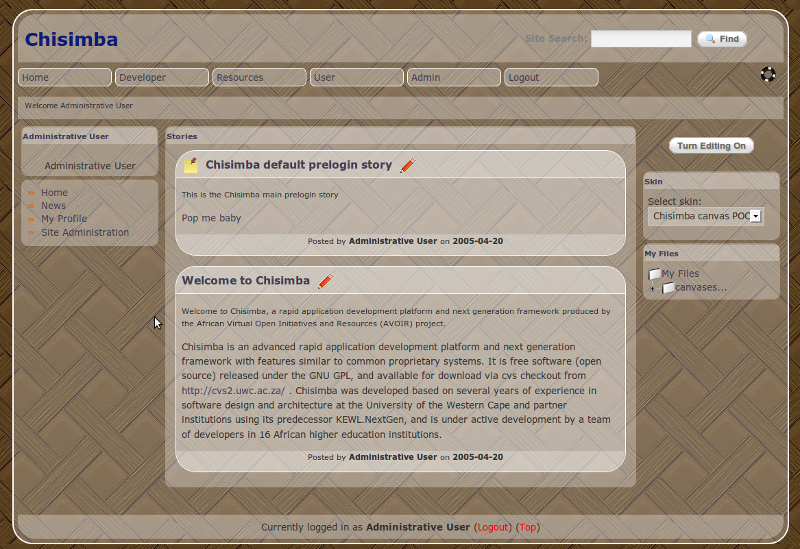 Chisimba
Site Search:
Find
Home
Developer
Resources
User
Admin
Logout
Welcome Administrative User
Administrative User
Administrative User
Home
News
My Profile
Site Administration
Stories
Chisimba default prelogin story
This is the Chisimba main prelogin story
Pop me baby
Posted by Administrative User on 2005-04-20
Welcome to Chisimba
Welcome to Chisimba, a rapid application development platform and next generation framework produced by
the African Virtual Open Initiatives and Resources (AVOIR) project.
Chisimba is an advanced rapid application development platform and next generation
framework with features similar to common proprietary systems. It is free software (open
source) released under the GNU GPL, and available for download via cvs checkout from
http://cvs2.uwc.ac.za/ . Chisimba was developed based on several years of experience in
software design and architecture at the University of the Western Cape and partner
Institutions using its predecessor KEWL.NextGen, and is under active development by a team
of developers in 16 African higher education institutions.
Posted by Administrative User on 2005-04-20
Turn Editing On
Skin
Select skin:
Chisimba canvas POC
My Files
My Files
canvases...
Currently logged in as Administrative User (Logout) (Top)